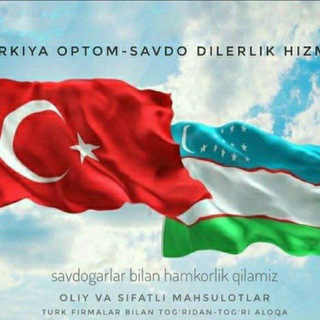 RKIYA OPTOM-SAVDO DILERLIK HIZM
savdogarlar bilan hamkorlik qilamiz
OLIY VA SIFATLI MAHSULOTLAR
TURK FIRMALAR BILAN TOG'RIDAN-TOG'RI ALOQA